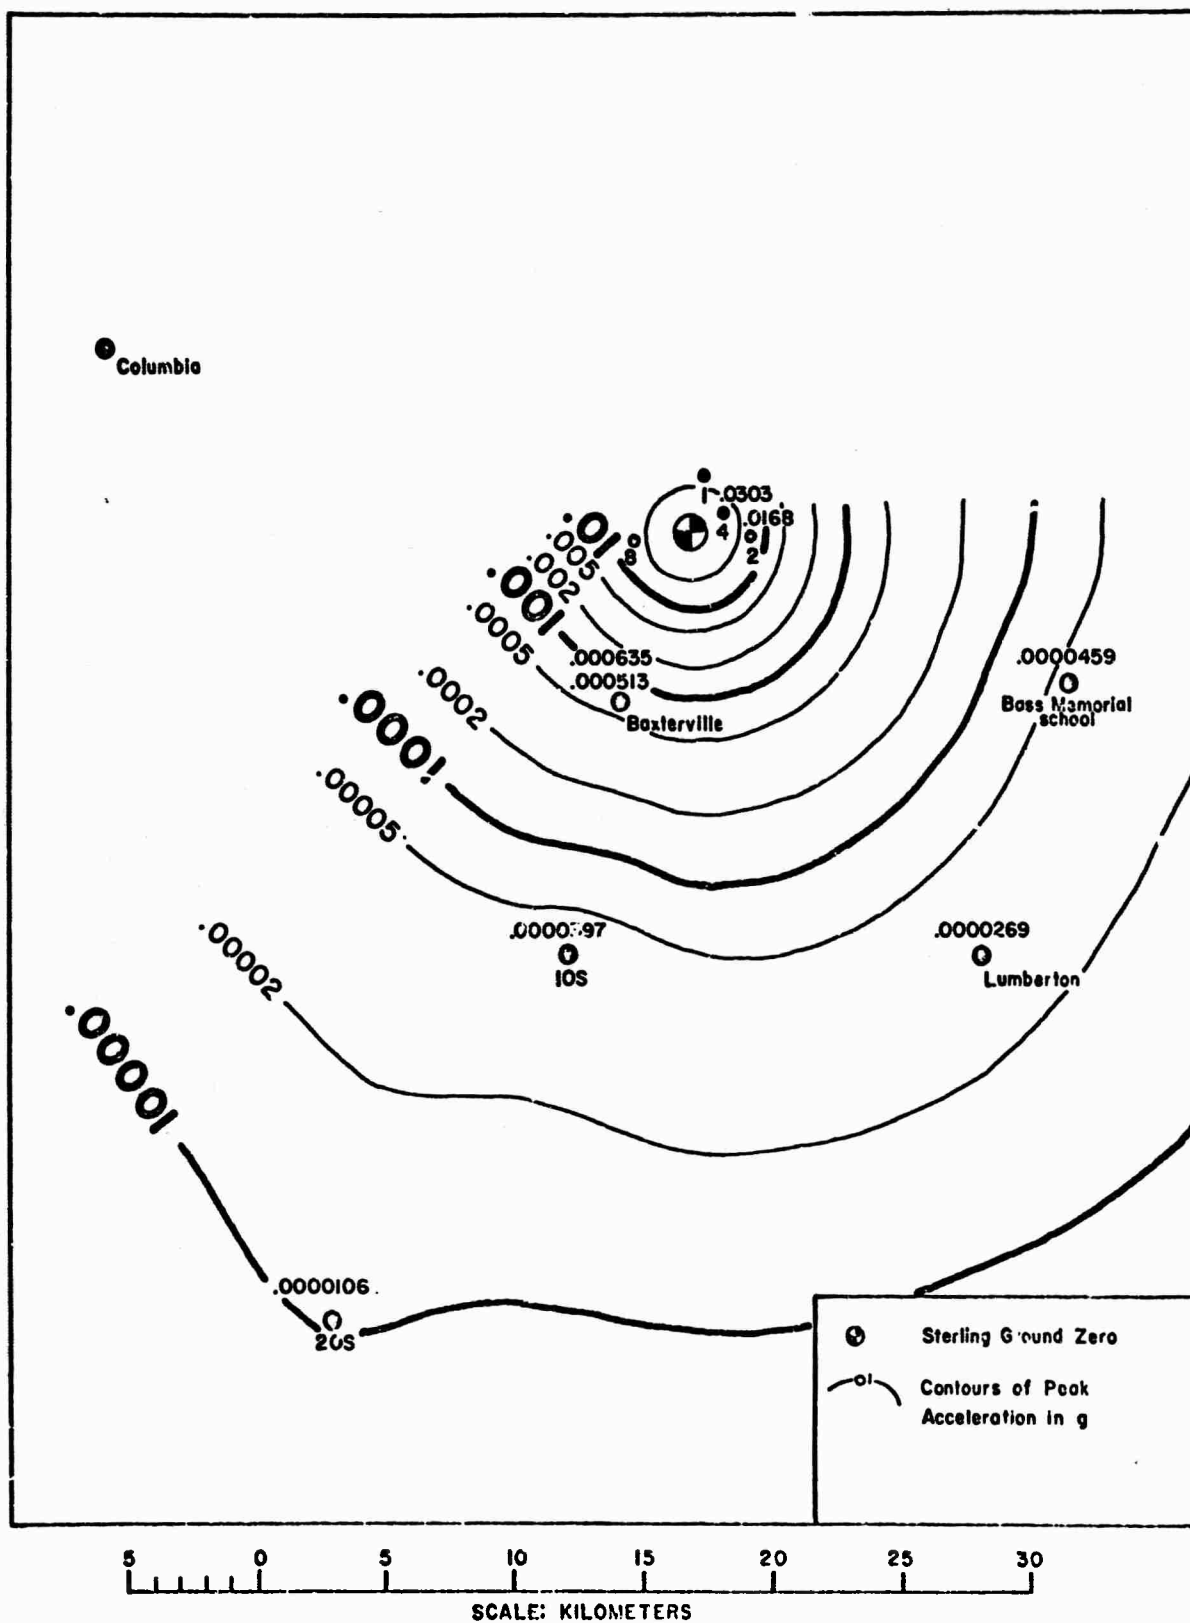 Columbia
1 .0303
4
.0168
2
8
.01
.005
.002
.001
.0005
.000635
.000513
Baxterville
.0002
.0001
.00005
.00002
.00001
.0000459
Bass Memorial
school
10S
.0000269
Lumberton
.0000106
20S
Sterling Ground Zero
.01
Contours of Peak
Acceleration in g
5 0 5 10 15 20 25 30
SCALE: KILOMETERS